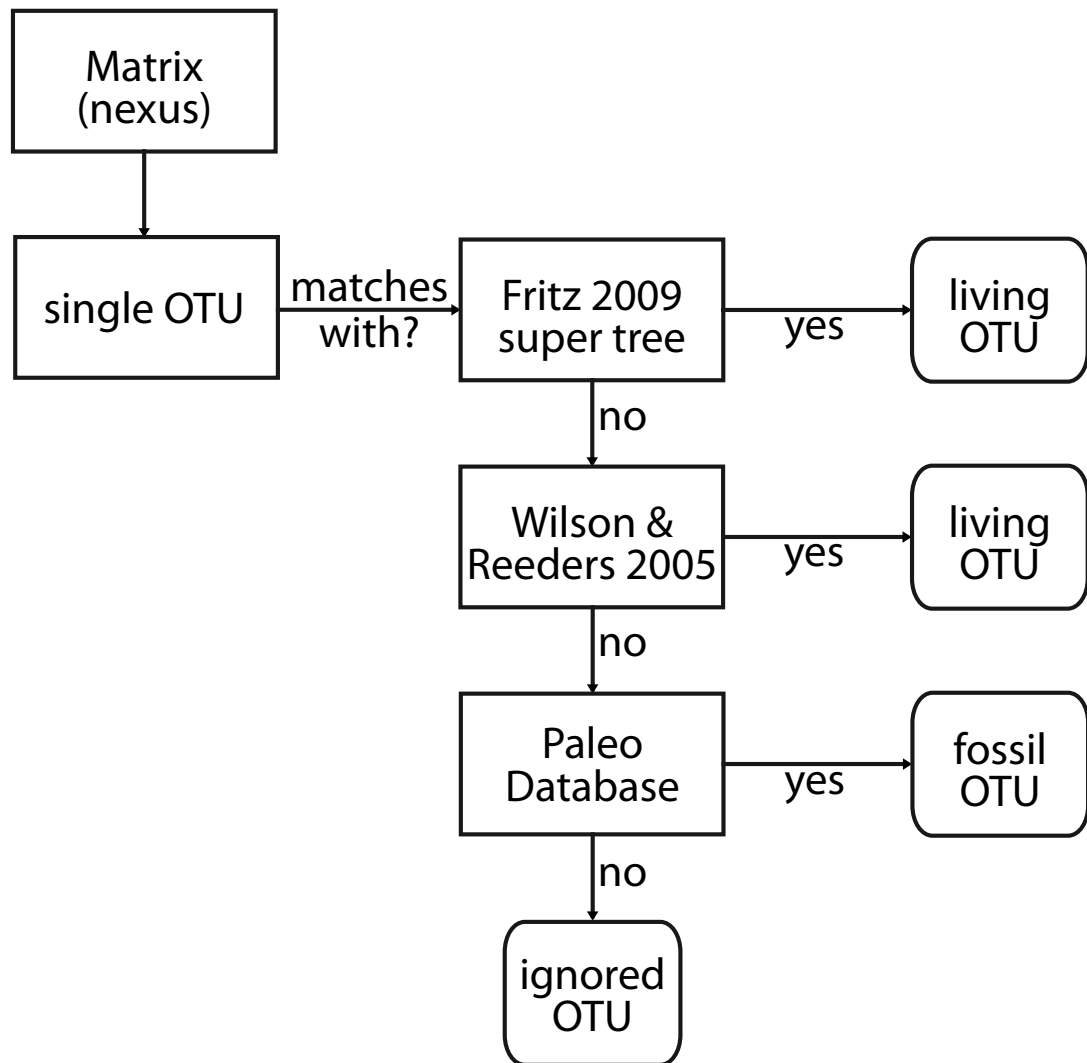 Matrix
(nexus)
single OTU
matches
with?
Fritz 2009
super tree
yes
living
OTU
no
Wilson &
Reeders 2005
yes
living
OTU
no
Paleo
Database
yes
fossil
OTU
no
ignored
OTU